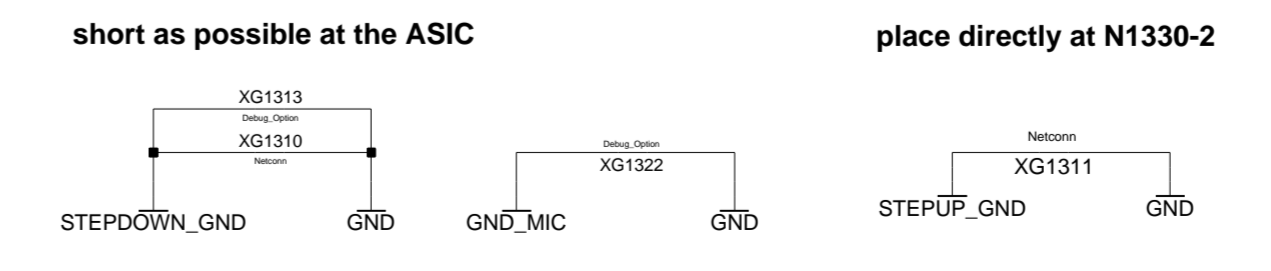 short as possible at the ASIC
place directly at N1330-2
XG1313
Debug_Option
XG1310
Netconn
STEPDOWN_GND
GND
Debug_Option
XG1322
GND_MIC
GND
Netconn
XG1311
STEPUP_GND
GND